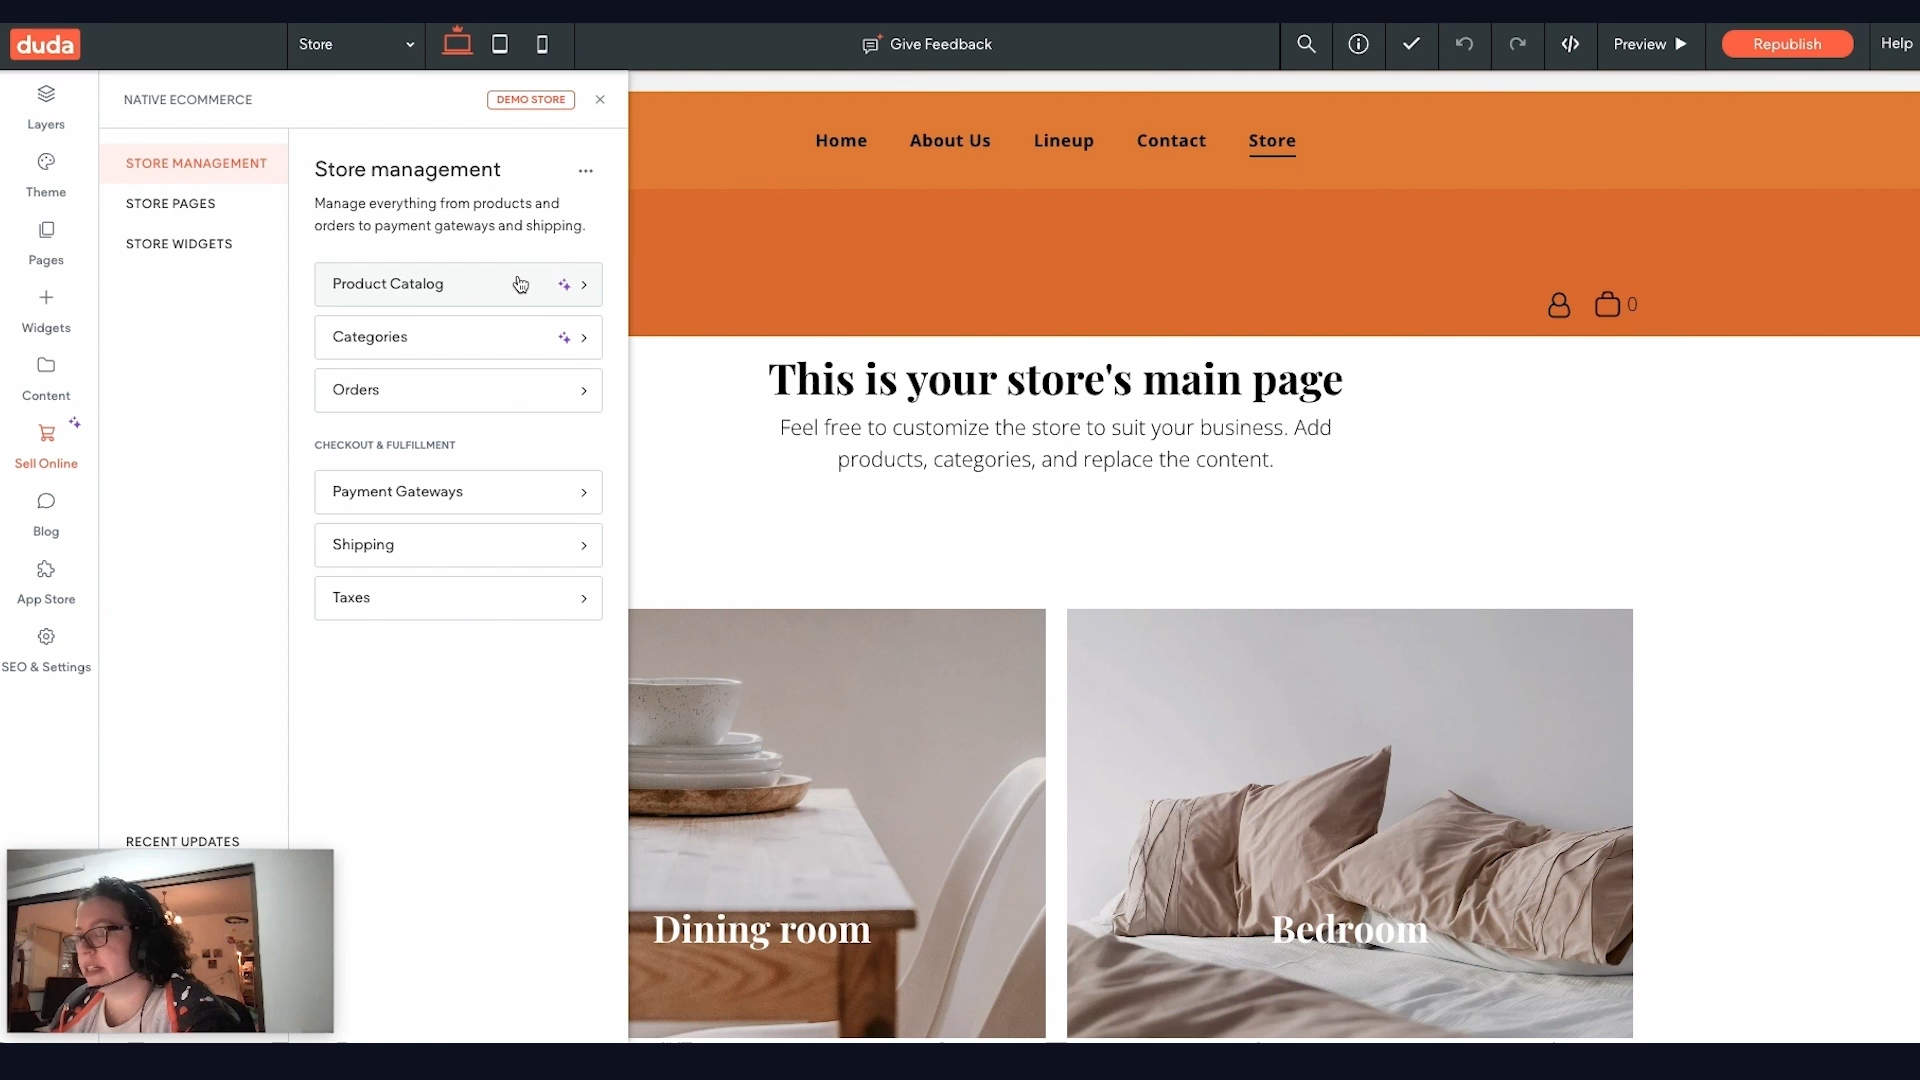 duda
Store
Give Feedback
Preview
Republish
Help
Layers
Theme
Pages
Widgets
Content
Sell Online
Blog
App Store
SEO & Settings
NATIVE ECOMMERCE
DEMO STORE
STORE MANAGEMENT
STORE PAGES
STORE WIDGETS
RECENT UPDATES
Store management
Manage everything from products and
orders to payment gateways and shipping.
Product Catalog
Categories
Orders
CHECKOUT & FULFILLMENT
Payment Gateways
Shipping
Taxes
Home
About Us
Lineup
Contact
Store
0
This is your store's main page
Feel free to customize the store to suit your business. Add
products, categories, and replace the content.
Dining room
Bedroom